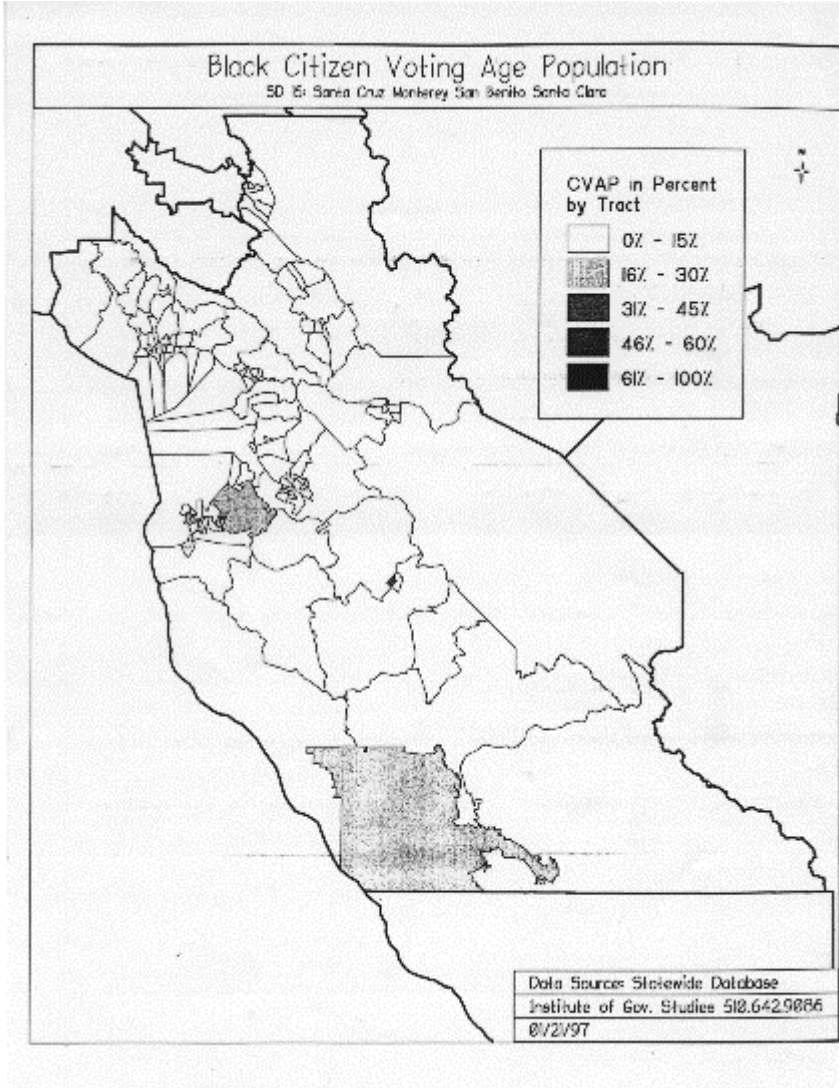 Black Citizen Voting Age Population
SD 15: Santa Cruz Monterey San Benito Santa Clara
N
CVAP in Percent
by Tract
0% - 15%
16% - 30%
31% - 45%
46% - 60%
61% - 100%
Data Source: Statewide Database
Institute of Gov. Studies 510.642.9086
01/21/97